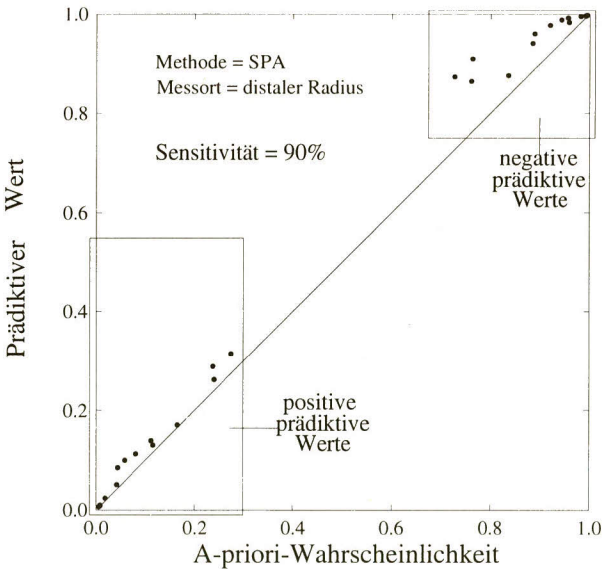 1.0
Methode = SPA
Messort = distaler Radius
0.8
Sensitivität = 90%
negative
prädiktive
Werte
0.6
Prädiktiver Wert
0.4
positive
prädiktive
Werte
0.2
0.0
0.0 0.2 0.4 0.6 0.8 1.0
A-priori-Wahrscheinlichkeit